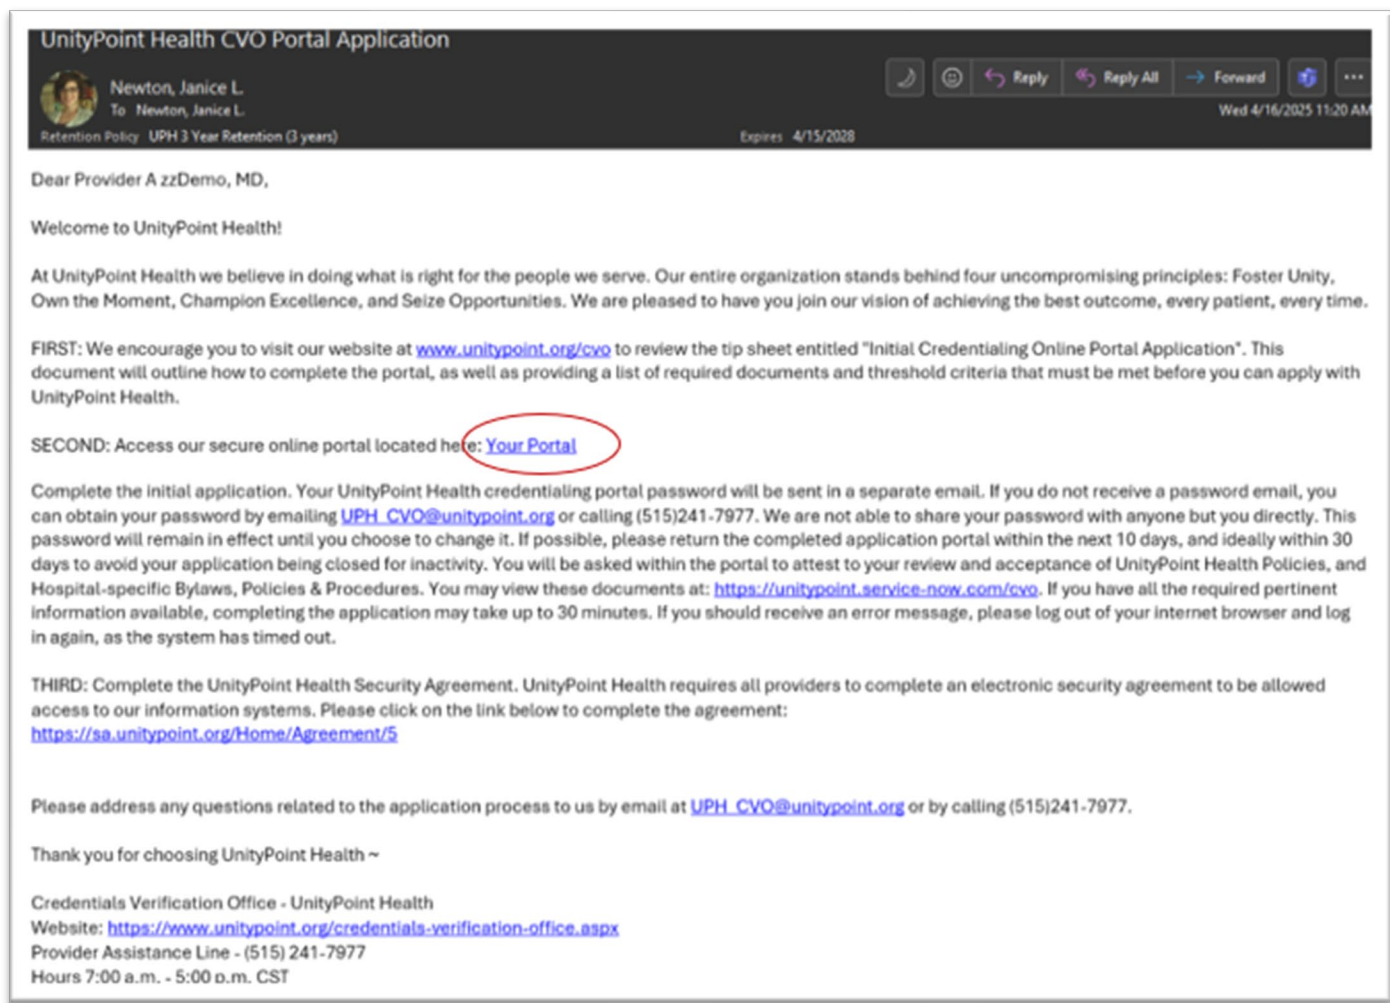 UnityPoint Health CVO Portal Application
Newton, Janice L.
To Newton, Janice L.
Reply
Reply All
Forward
Wed 4/16/2025 11:20 AM
Retention Policy UPH 3 Year Retention (3 years)
Expires 4/15/2028
Dear Provider A zzDemo, MD,
Welcome to UnityPoint Health!
At UnityPoint Health we believe in doing what is right for the people we serve. Our entire organization stands behind four uncompromising principles: Foster Unity,
Own the Moment, Champion Excellence, and Seize Opportunities. We are pleased to have you join our vision of achieving the best outcome, every patient, every time.
FIRST: We encourage you to visit our website at www.unitypoint.org/cvo to review the tip sheet entitled "Initial Credentialing Online Portal Application". This
document will outline how to complete the portal, as well as providing a list of required documents and threshold criteria that must be met before you can apply with
UnityPoint Health.
SECOND: Access our secure online portal located here: Your Portal
Complete the initial application. Your UnityPoint Health credentialing portal password will be sent in a separate email. If you do not receive a password email, you
can obtain your password by emailing UPH_CVO@unitypoint.org or calling (515)241-7977. We are not able to share your password with anyone but you directly. This
password will remain in effect until you choose to change it. If possible, please return the completed application portal within the next 10 days, and ideally within 30
days to avoid your application being closed for inactivity. You will be asked within the portal to attest to your review and acceptance of UnityPoint Health Policies, and
Hospital-specific Bylaws, Policies & Procedures. You may view these documents at: https://unitypoint.service-now.com/cvo. If you have all the required pertinent
information available, completing the application may take up to 30 minutes. If you should receive an error message, please log out of your internet browser and log
in again, as the system has timed out.
THIRD: Complete the UnityPoint Health Security Agreement. UnityPoint Health requires all providers to complete an electronic security agreement to be allowed
access to our information systems. Please click on the link below to complete the agreement:
https://sa.unitypoint.org/Home/Agreement/5
Please address any questions related to the application process to us by email at UPH_CVO@unitypoint.org or by calling (515)241-7977.
Thank you for choosing UnityPoint Health ~
Credentials Verification Office - UnityPoint Health
Website: https://www.unitypoint.org/credentials-verification-office.aspx
Provider Assistance Line - (515) 241-7977
Hours 7:00 a.m. - 5:00 p.m. CST